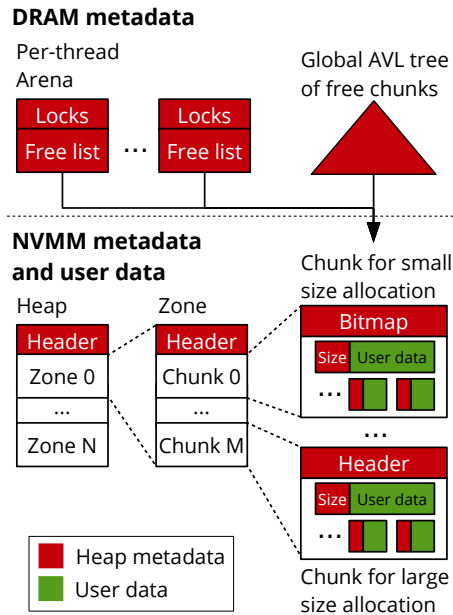 DRAM metadata
Per-thread
Arena
Locks
Free list
...
Locks
Free list
Global AVL tree
of free chunks
NVMM metadata
and user data
Heap
Header
Zone 0
...
Zone N
Zone
Header
Chunk 0
...
Chunk M
Chunk for small
size allocation
Bitmap
Size User data
...
...
Header
Size User data
...
Chunk for large
size allocation
Heap metadata
User data